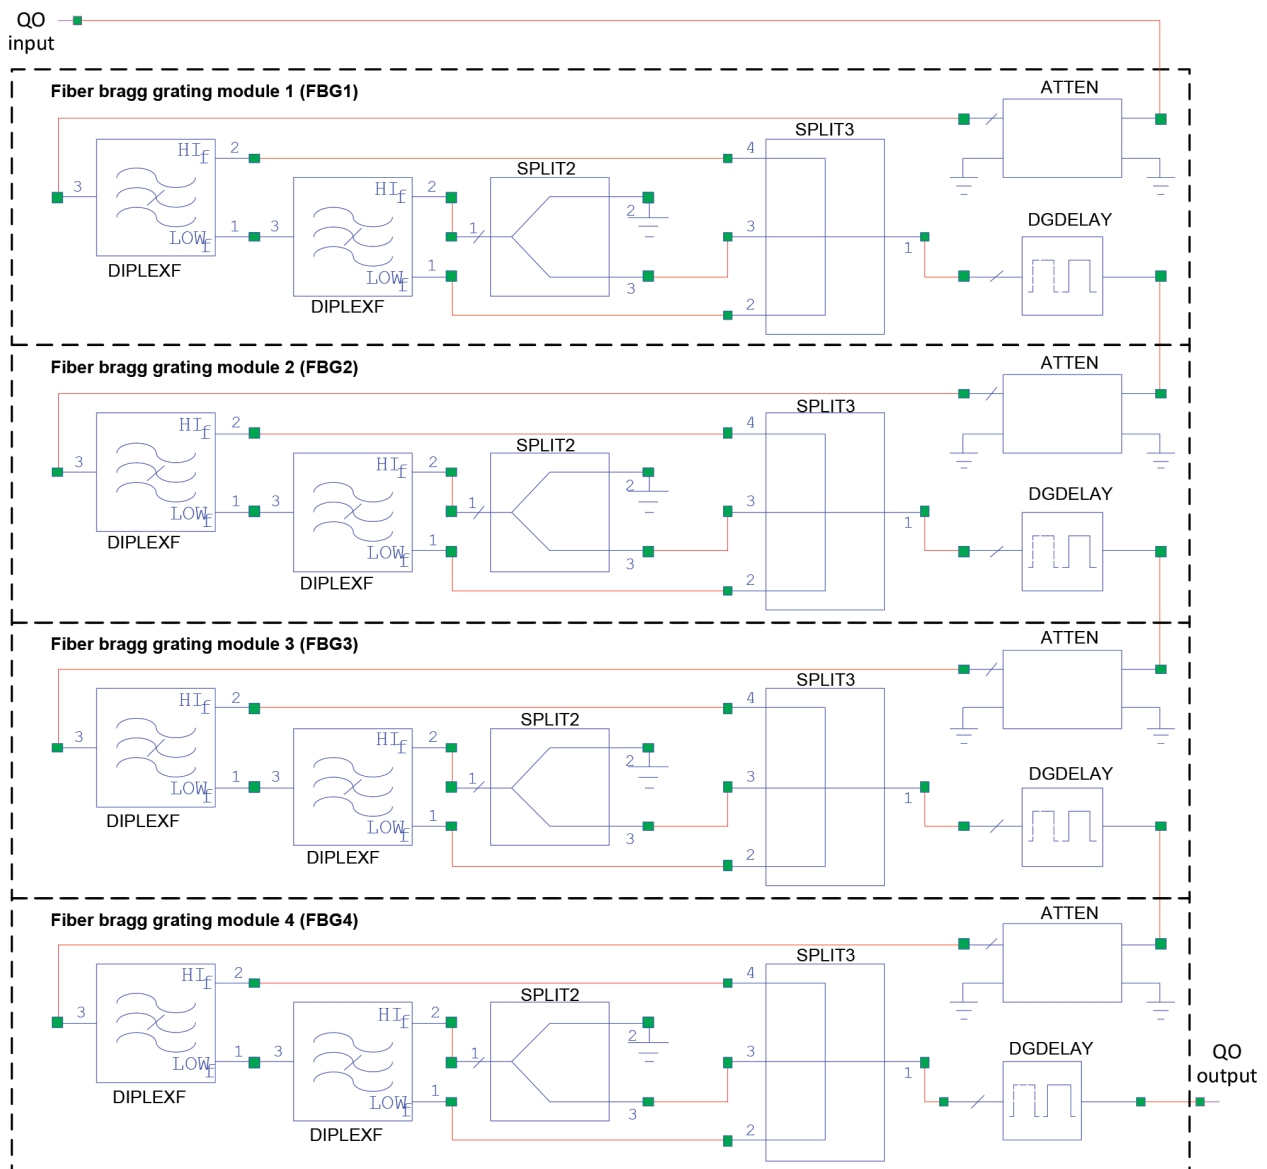 QO
input
Fiber bragg grating module 1 (FBG1)
ATTEN
SPLIT3
HI
f
2
4
SPLIT2
3
HI
f
2
2
DGDELAY
LOW
f
1
3
1
3
1
DIPLEXF
LOW
f
1
3
2
DIPLEXF
Fiber bragg grating module 2 (FBG2)
ATTEN
SPLIT3
HI
f
2
4
SPLIT2
3
HI
f
2
2
DGDELAY
LOW
f
1
3
1
3
1
DIPLEXF
LOW
f
1
3
2
DIPLEXF
Fiber bragg grating module 3 (FBG3)
ATTEN
SPLIT3
HI
f
2
4
SPLIT2
3
HI
f
2
2
DGDELAY
LOW
f
1
3
1
3
1
DIPLEXF
LOW
f
1
3
2
DIPLEXF
Fiber bragg grating module 4 (FBG4)
ATTEN
SPLIT3
HI
f
2
4
SPLIT2
3
HI
f
2
2
DGDELAY
LOW
f
1
3
1
3
1
QO
output
DIPLEXF
LOW
f
1
3
2
DIPLEXF